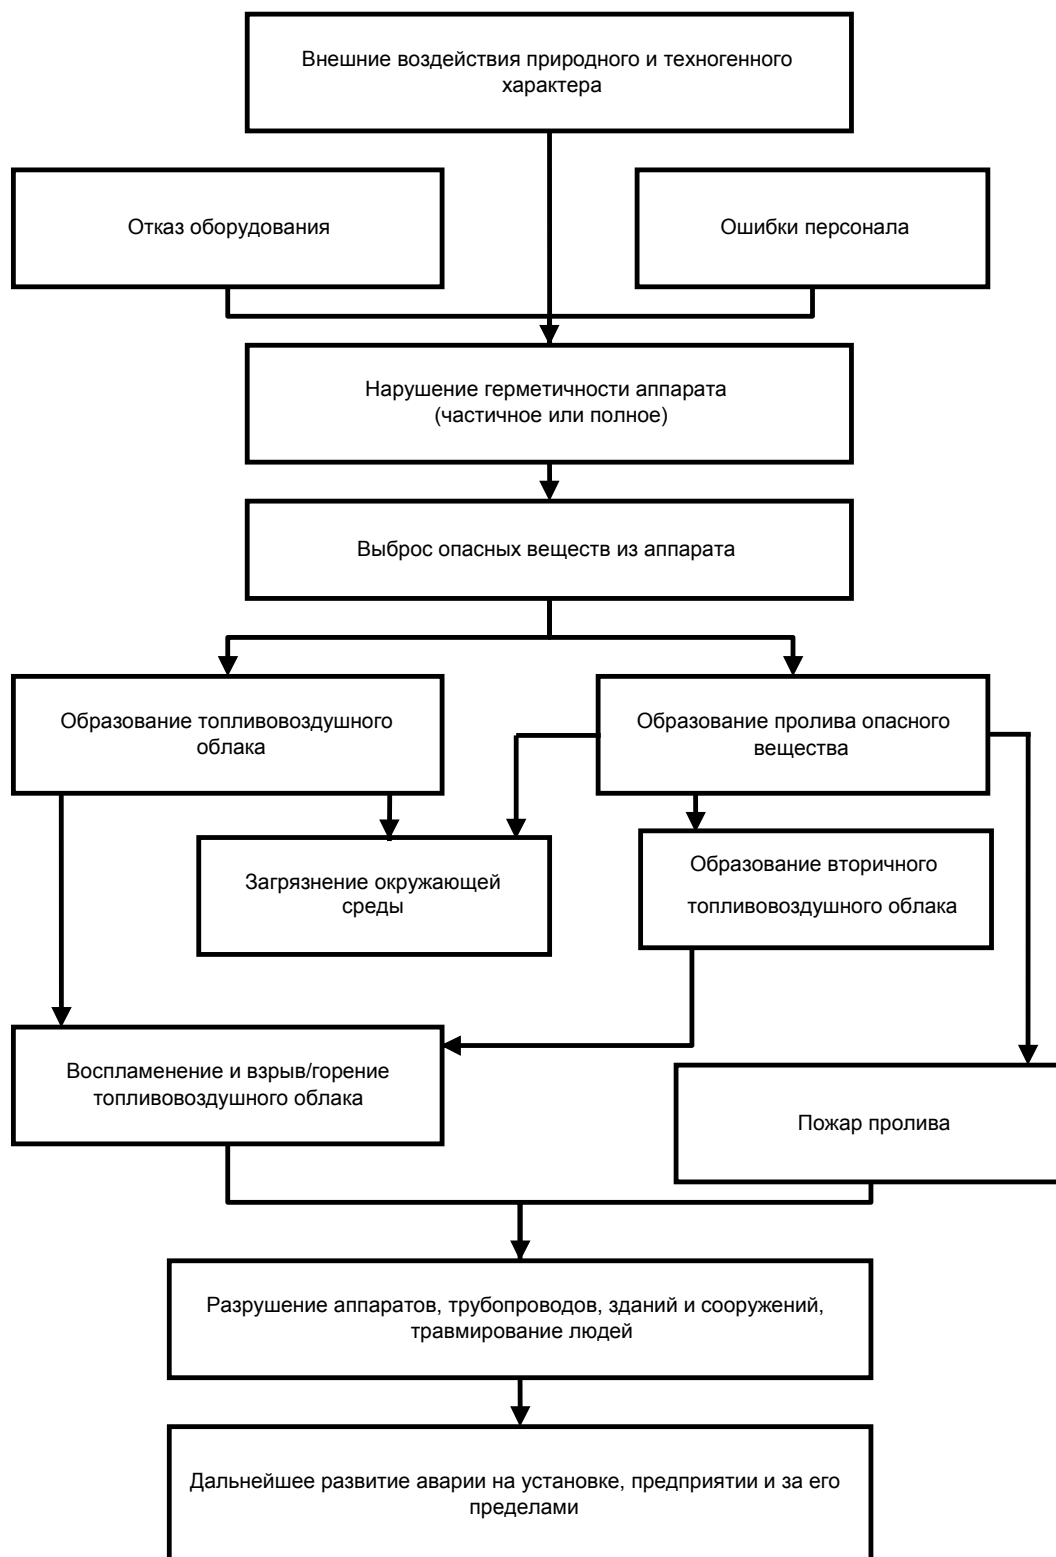 Внешние воздействия природного и техногенного
характера
Отказ оборудования
Ошибки персонала
Нарушение герметичности аппарата
(частичное или полное)
Выброс опасных веществ из аппарата
Образование топливовоздушного
облака
Образование пролива опасного
вещества
Загрязнение окружающей
среды
Образование вторичного
топливовоздушного облака
Воспламенение и взрыв/горение
топливовоздушного облака
Пожар пролива
Разрушение аппаратов, трубопроводов, зданий и сооружений,
травмирование людей
Дальнейшее развитие аварии на установке, предприятии и за его
пределами